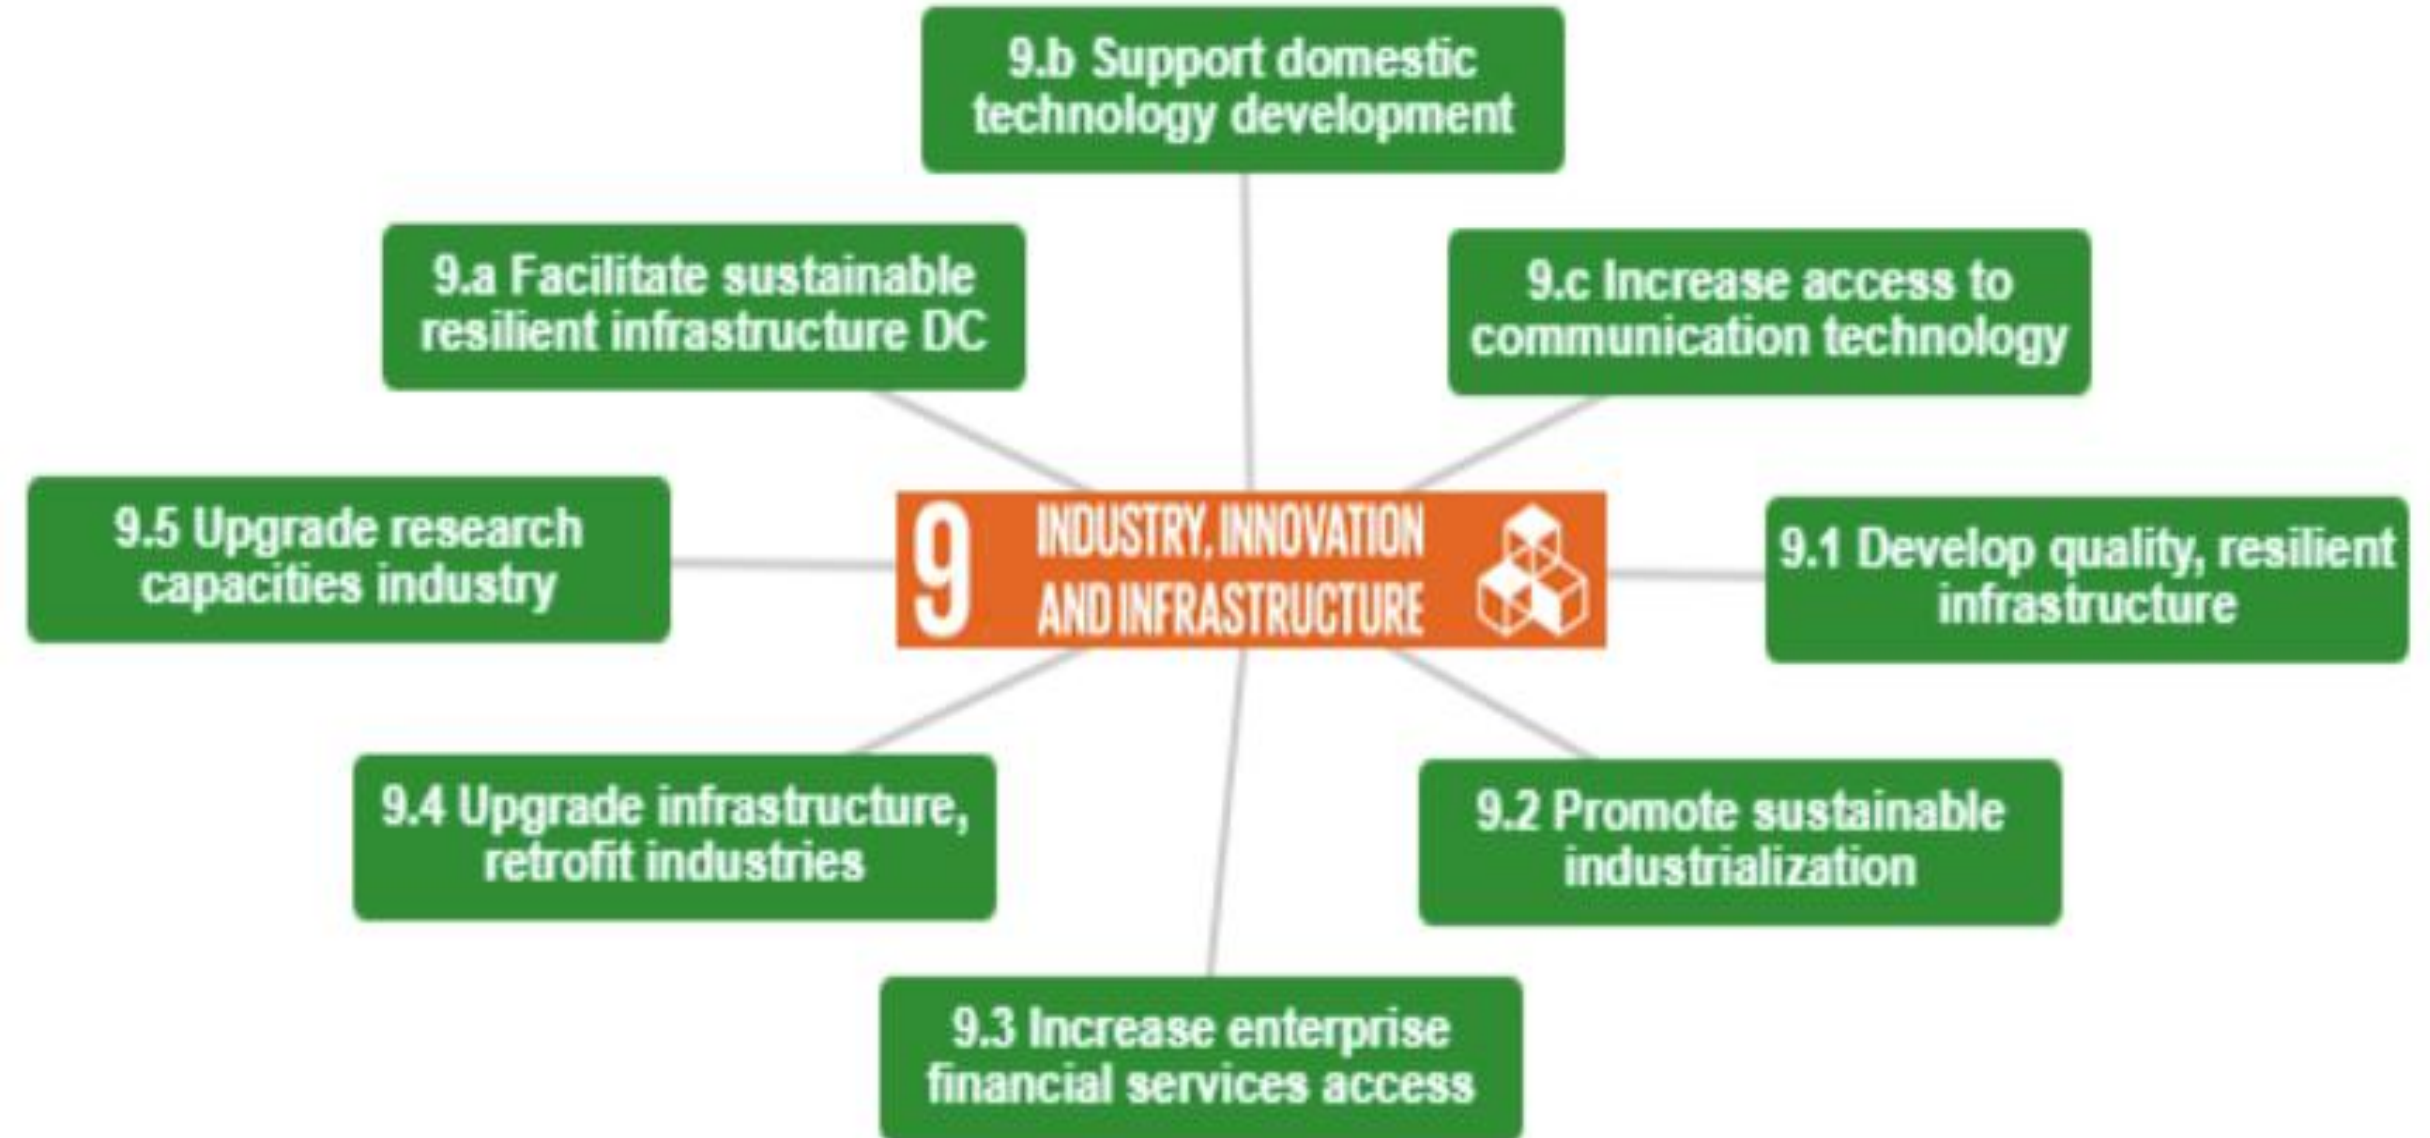 9.b Support domestic
technology development
9.a Facilitate sustainable
resilient infrastructure DC
9.c Increase access to
communication technology
9.5 Upgrade research
capacities industry
9 INDUSTRY, INNOVATION
AND INFRASTRUCTURE
9.1 Develop quality, resilient
infrastructure
9.4 Upgrade infrastructure,
retrofit industries
9.2 Promote sustainable
industrialization
9.3 Increase enterprise
financial services access